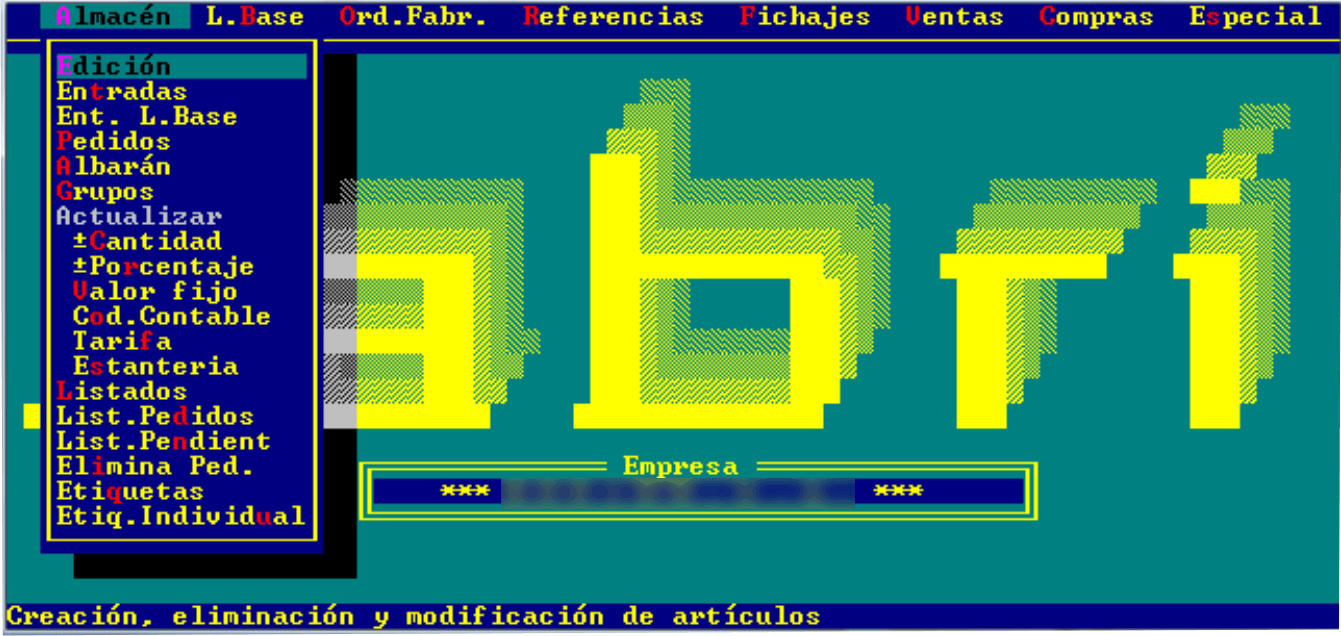 Almacén L.Base Ord.Fabr. Referencias Fichajes Ventas Compras Especial
Edición
Entradas
Ent. L.Base
Pedidos
Albarán
Grupos
Actualizar
±Cantidad
±Porcentaje
Valor fijo
Cod.Contable
Tarifa
Estanteria
Listados
List.Pedidos
List.Pendient
Elimina Ped.
Etiquetas
Etiq.Individual
abrí
Empresa
*** ***
Creación, eliminación y modificación de artículos